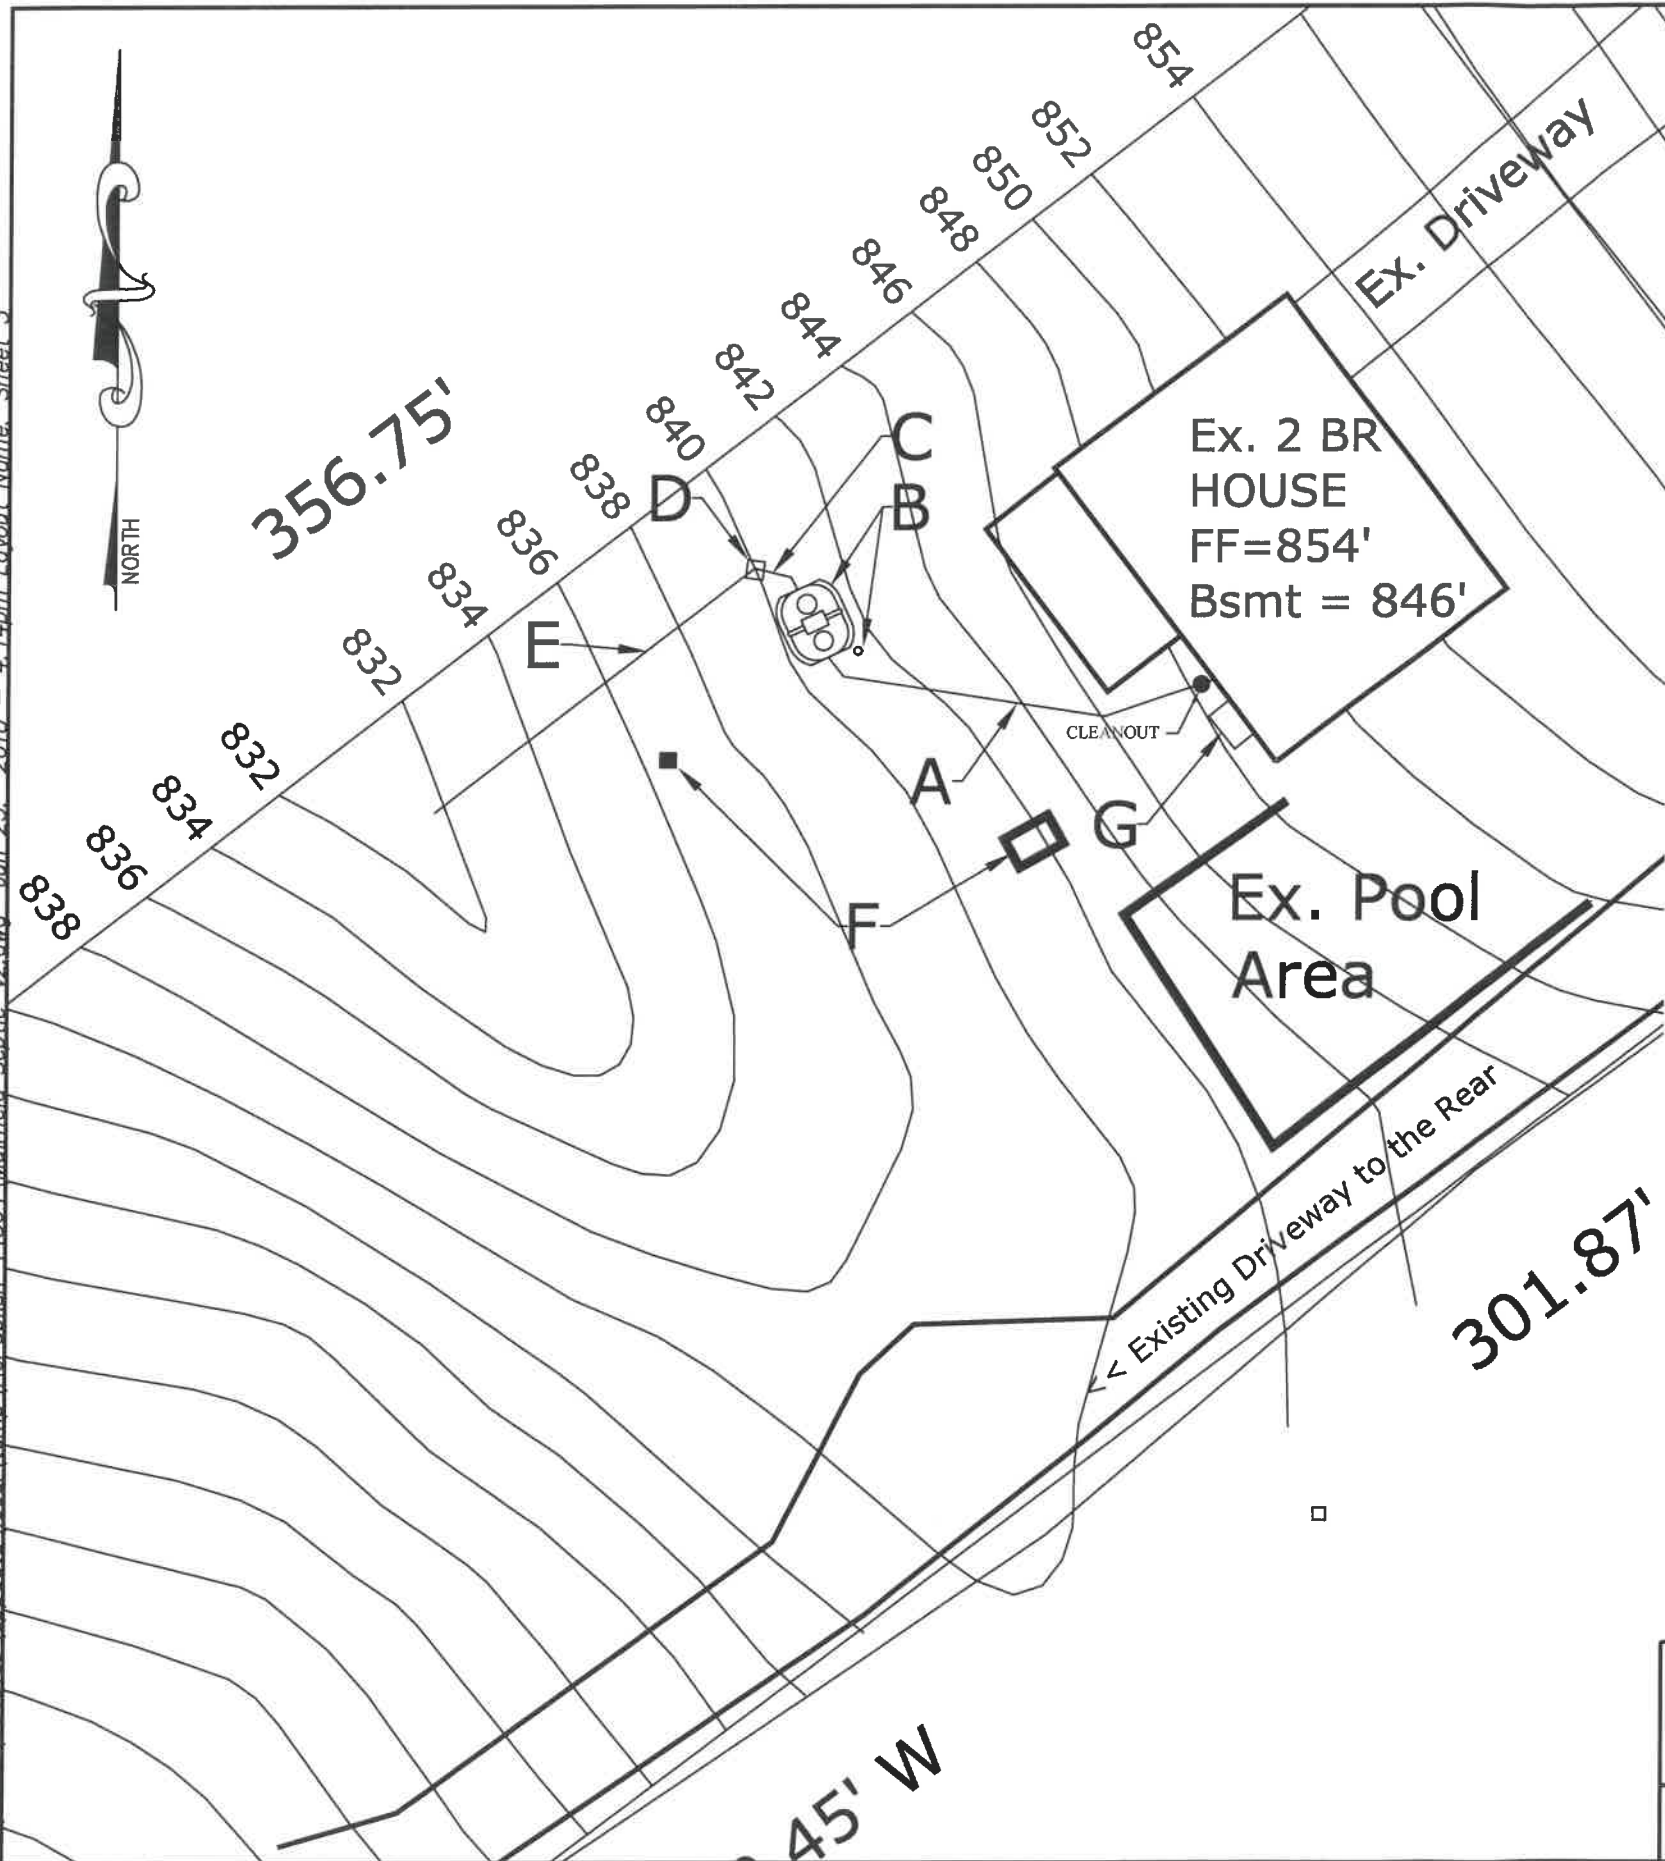 854
852
850
848
846
844
842
840
838
836
834
832
832
834
836
838
356.75'
NORTH
Ex. Driveway
Ex. 2 BR
HOUSE
FF=854'
Bsmt = 846'
C
B
D
E
CLEANOUT
A
G
F
Ex. Pool
Area
< < Existing Driveway to the Rear
301.87'
45' W
Sheet 3